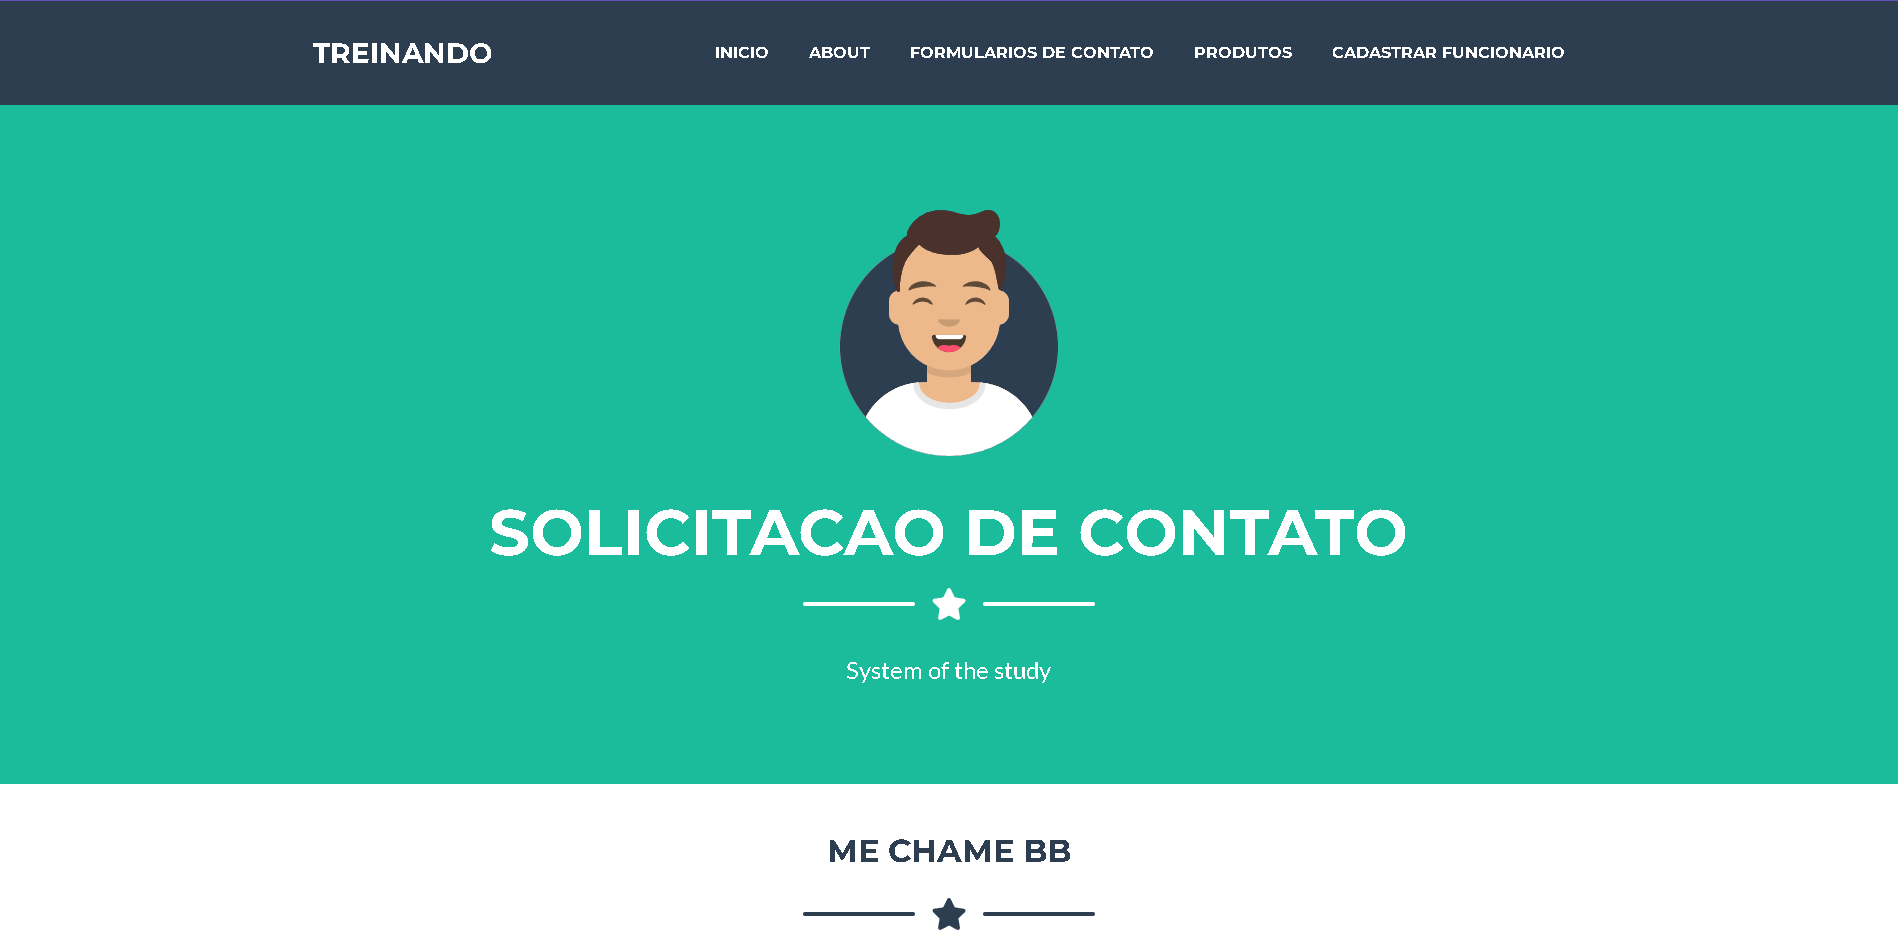 TREINANDO
INICIO ABOUT FORMULARIOS DE CONTATO PRODUTOS CADASTRAR FUNCIONARIO
SOLICITACAO DE CONTATO
System of the study
ME CHAME BB